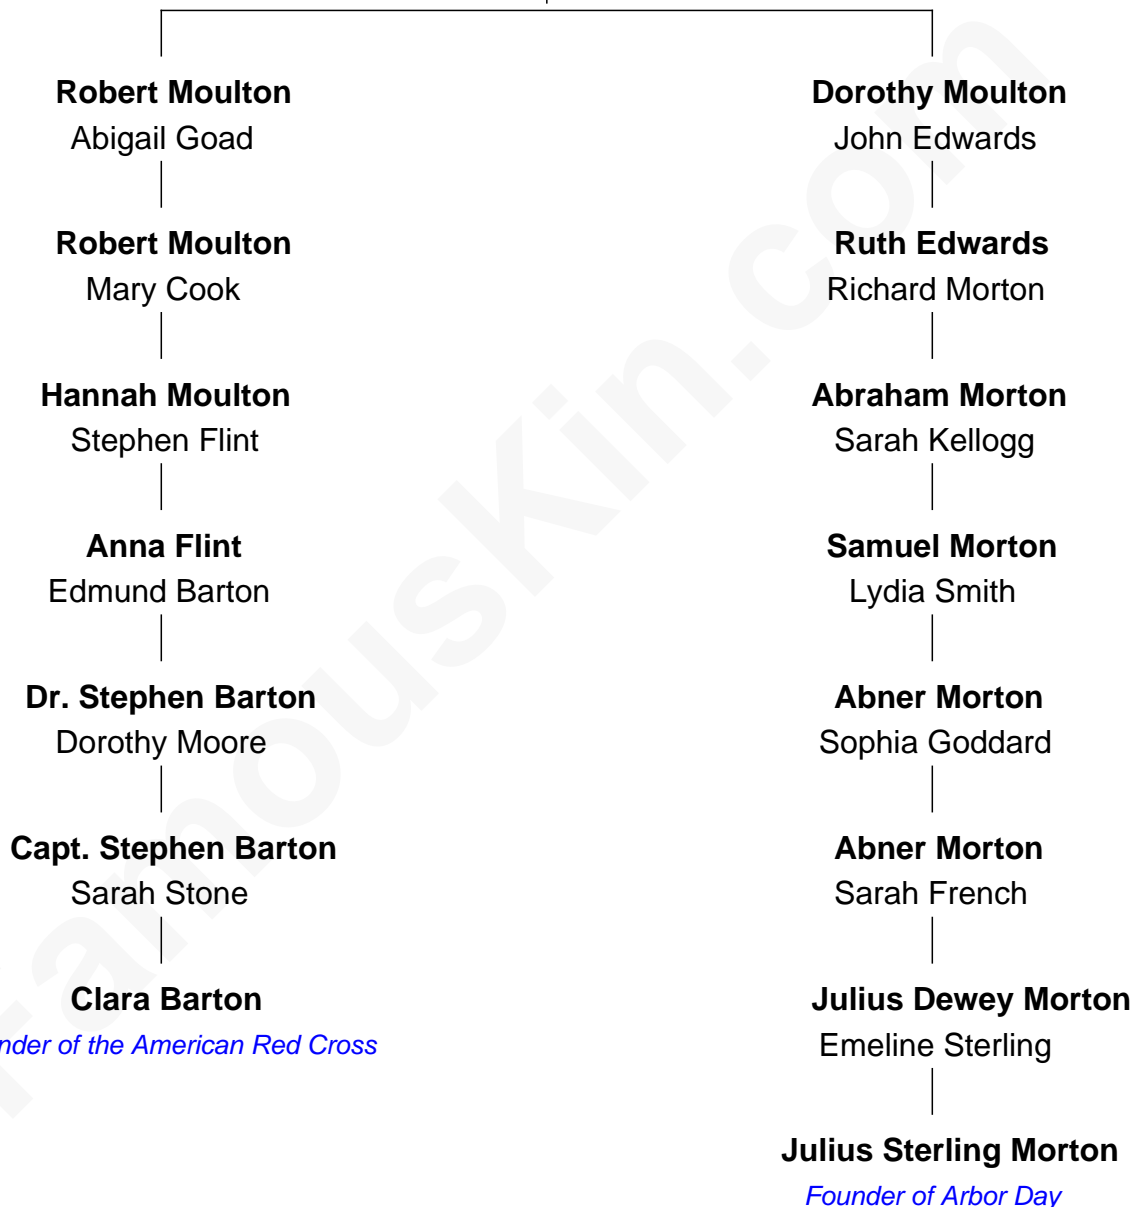 Robert Moulton
Abigail Goad
Robert Moulton
Mary Cook
Hannah Moulton
Stephen Flint
Anna Flint
Edmund Barton
Dr. Stephen Barton
Dorothy Moore
Capt. Stephen Barton
Sarah Stone
Clara Barton
of the American Red Cross
Dorothy Moulton
John Edwards
Ruth Edwards
Richard Morton
Abraham Morton
Sarah Kellogg
Samuel Morton
Lydia Smith
Abner Morton
Sophia Goddard
Abner Morton
Sarah French
Julius Dewey Morton
Emeline Sterling
Julius Sterling Morton
Founder of Arbor Day
FamousKin.com